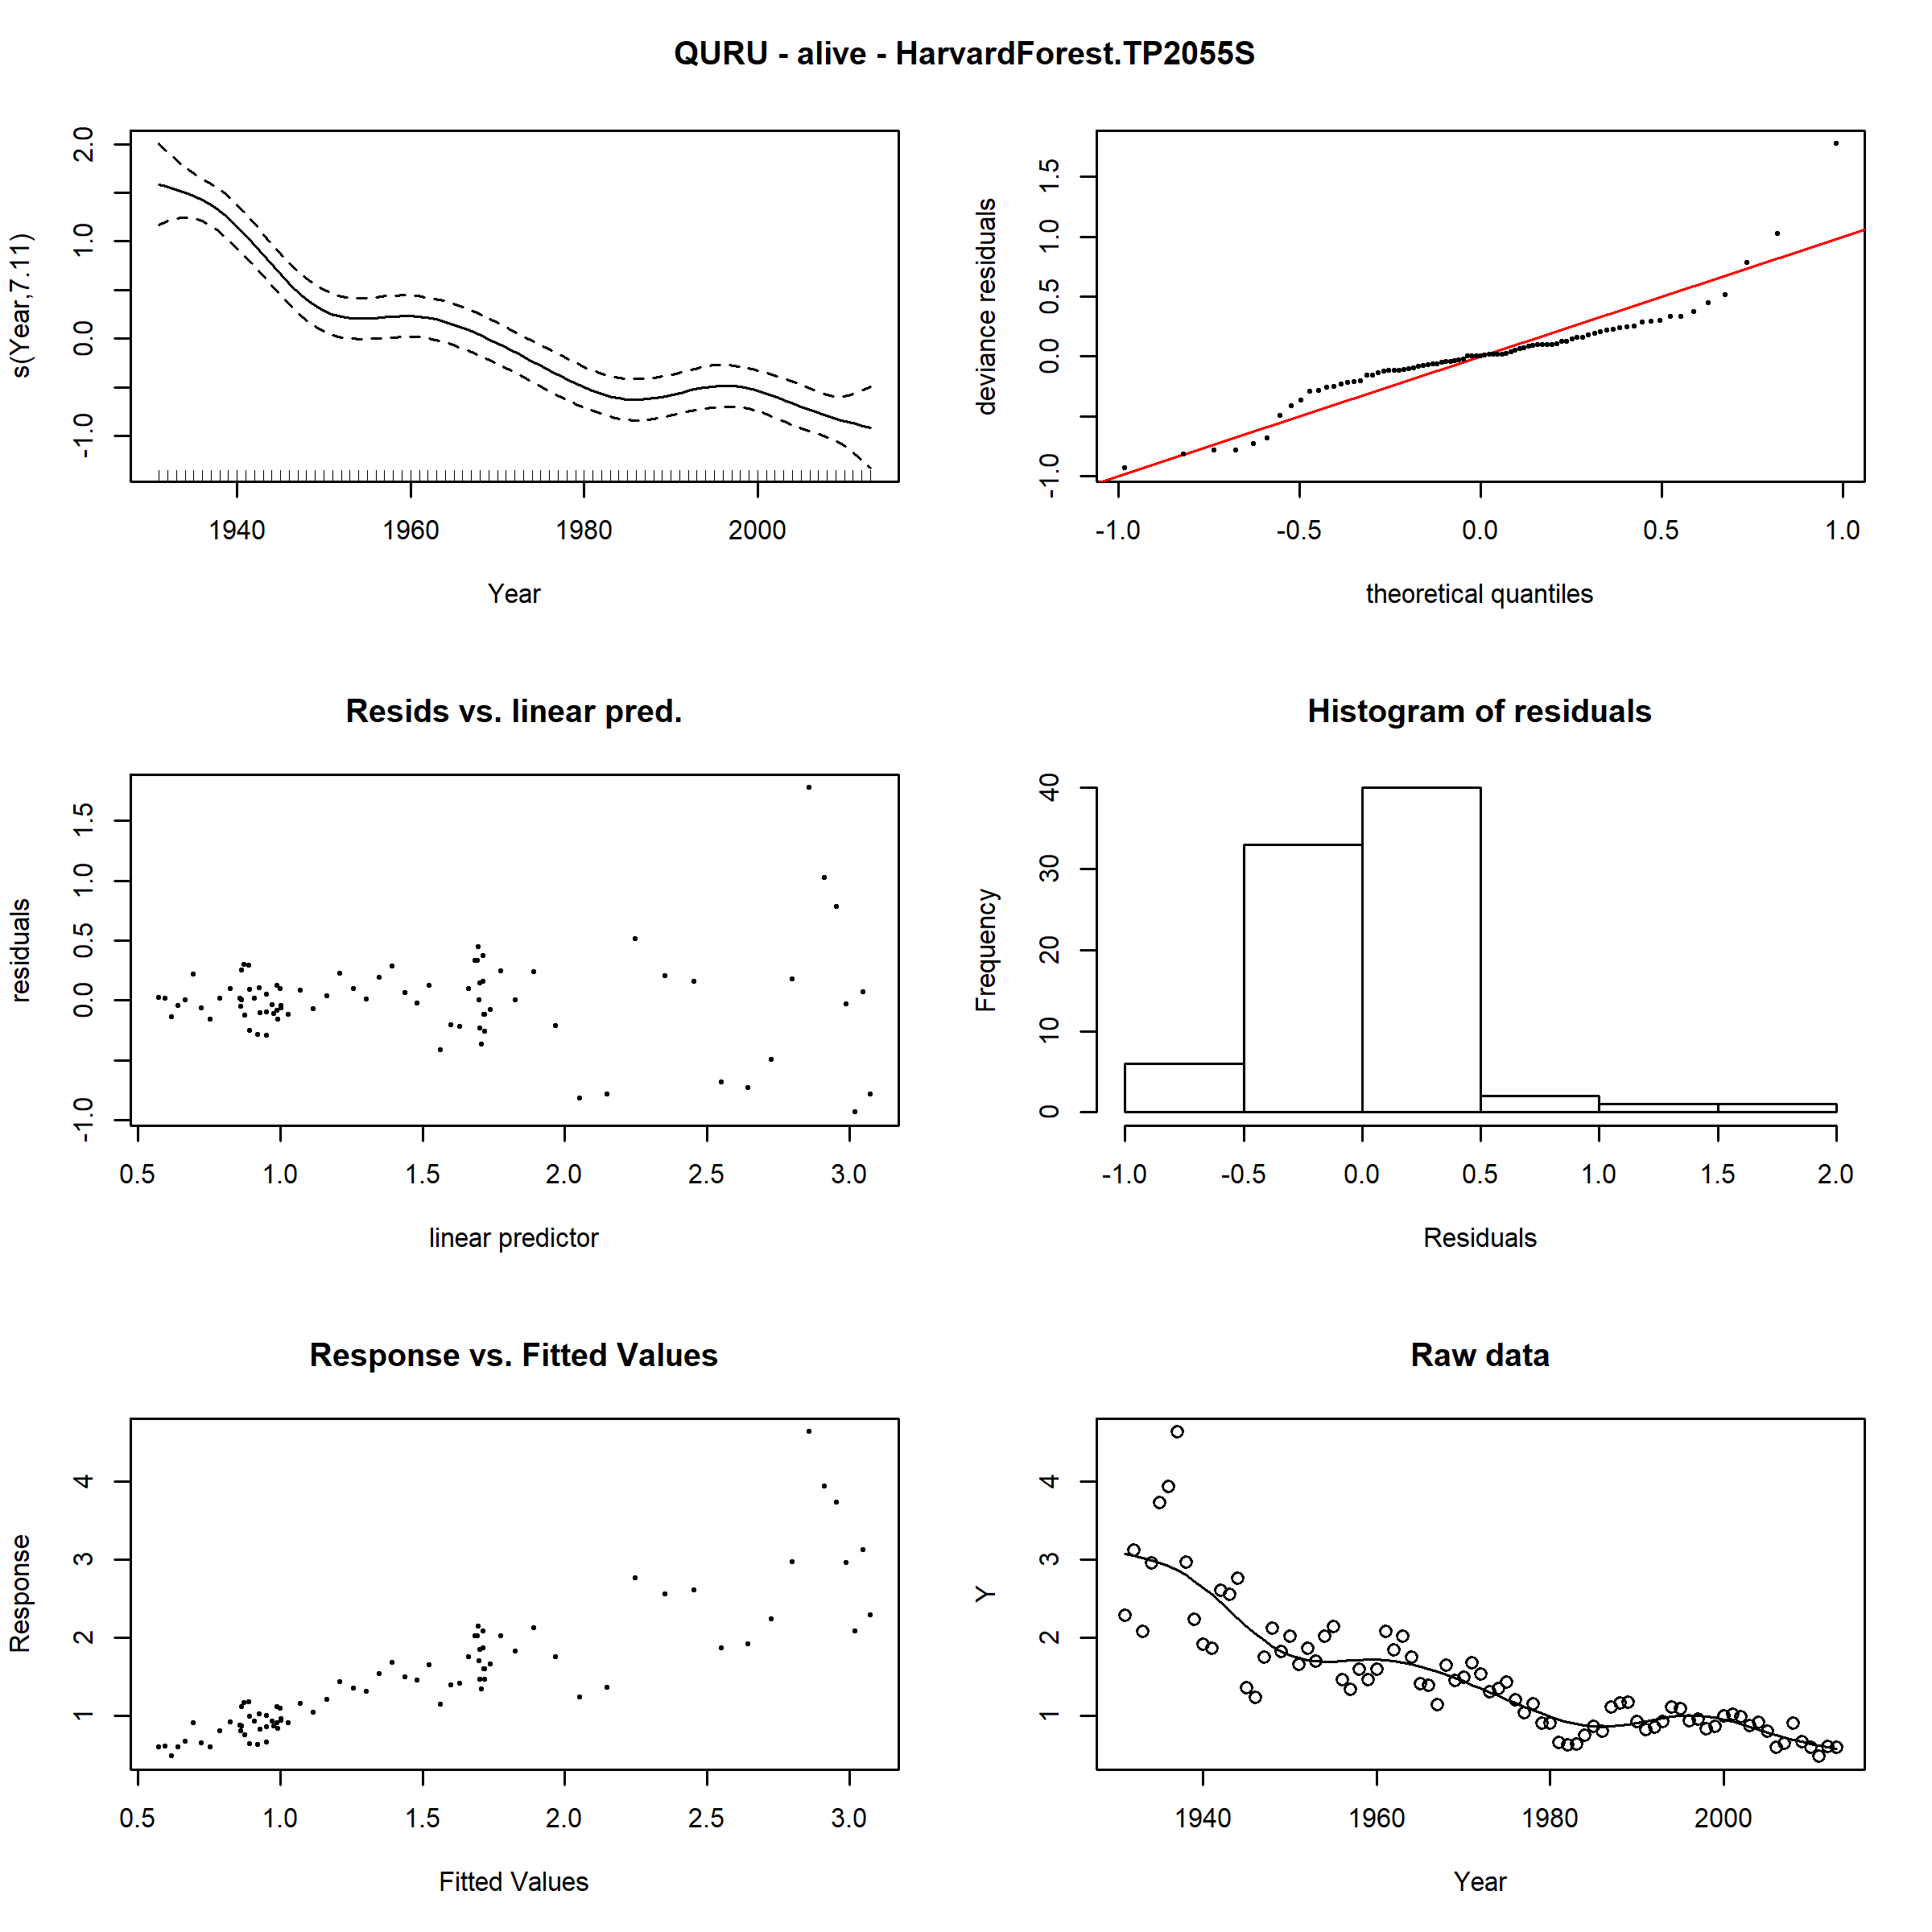 QURU - alive - HarvardForest.TP2055S
s(Year,7.11)
2.0
1.0
0.0
-1.0
1940 1960 1980 2000
Year
deviance residuals
1.5
1.0
0.5
0.0
-1.0
-1.0 -0.5 0.0 0.5 1.0
theoretical quantiles
Resids vs. linear pred.
residuals
1.5
1.0
0.5
0.0
-1.0
0.5 1.0 1.5 2.0 2.5 3.0
linear predictor
Histogram of residuals
Frequency
40
30
20
10
0
-1.0 -0.5 0.0 0.5 1.0 1.5 2.0
Residuals
Response vs. Fitted Values
Response
4
3
2
1
0.5 1.0 1.5 2.0 2.5 3.0
Fitted Values
Raw data
Y
4
3
2
1
1940 1960 1980 2000
Year